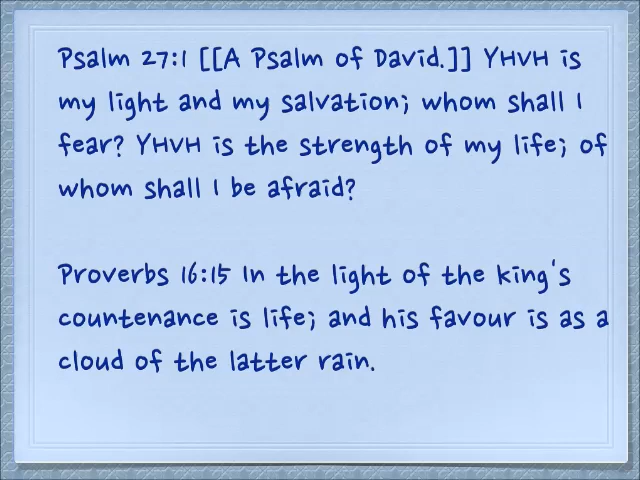 Psalm 27:1 [[A Psalm of David.]] YHVH is
my light and my salvation; whom shall I
fear? YHVH is the strength of my life; of
whom shall I be afraid?
Proverbs 16:15 In the light of the king's
countenance is life; and his favour is as a
cloud of the latter rain.